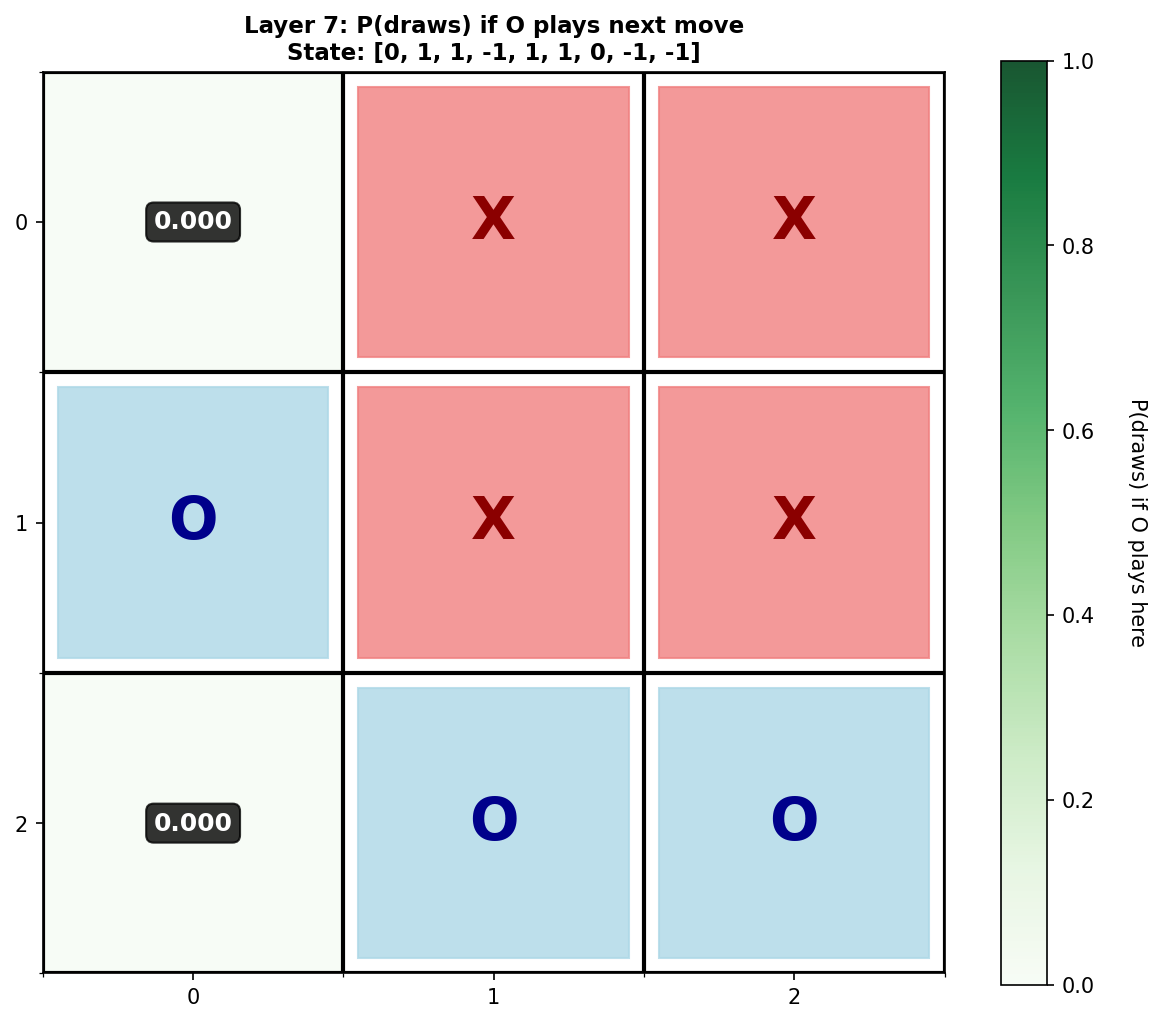 Layer 7: P(draws) if O plays next move
State: [0, 1, 1, -1, 1, 1, 0, -1, -1]
0
0.000
X
X
1
O
X
X
2
0.000
O
O
0
1
2
1.0
0.8
0.6
0.4
0.2
0.0
P(draws) if O plays here